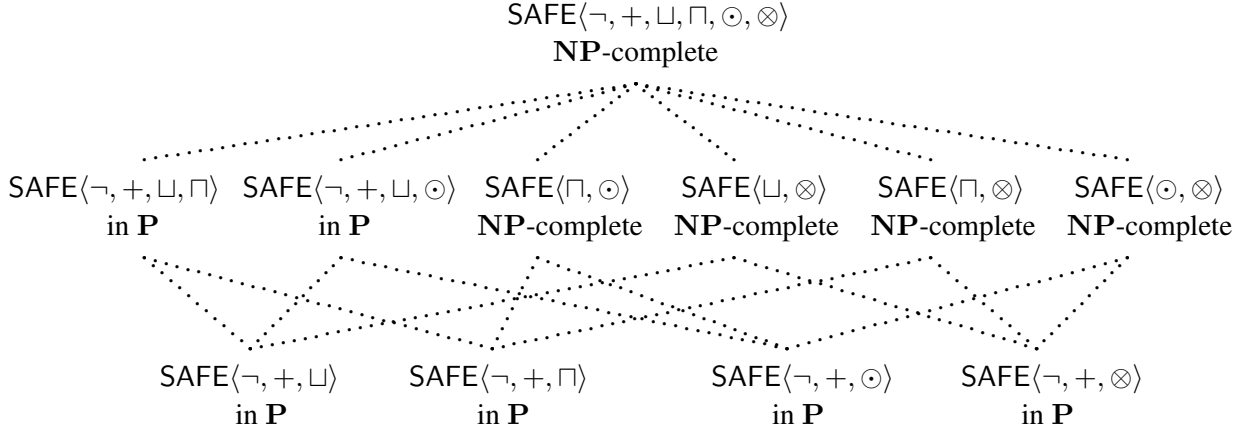 SAFE⟨¬, +, ⊔, ⊓, ⊙, ⊗⟩
NP-complete
SAFE⟨¬, +, ⊔, ⊓⟩ SAFE⟨¬, +, ⊔, ⊙⟩ SAFE⟨⊓, ⊙⟩ SAFE⟨⊔, ⊗⟩ SAFE⟨⊓, ⊗⟩ SAFE⟨⊙, ⊗⟩
in P in P NP-complete NP-complete NP-complete NP-complete
SAFE⟨¬, +, ⊔⟩ SAFE⟨¬, +, ⊓⟩ SAFE⟨¬, +, ⊙⟩ SAFE⟨¬, +, ⊗⟩
in P in P in P in P